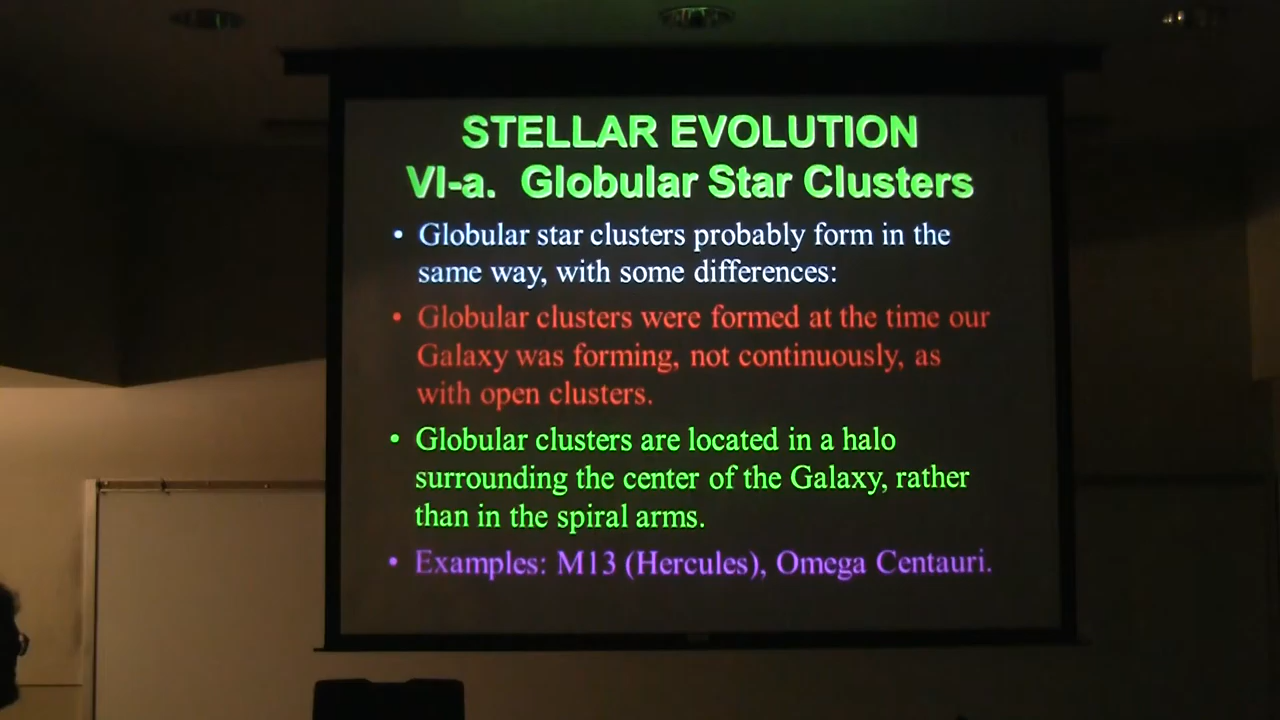 STELLAR EVOLUTION
VI-a. Globular Star Clusters
• Globular star clusters probably form in the
same way, with some differences:
• Globular clusters were formed at the time our
Galaxy was forming, not continuously, as
with open clusters.
• Globular clusters are located in a halo
surrounding the center of the Galaxy, rather
than in the spiral arms.
• Examples: M13 (Hercules), Omega Centauri.